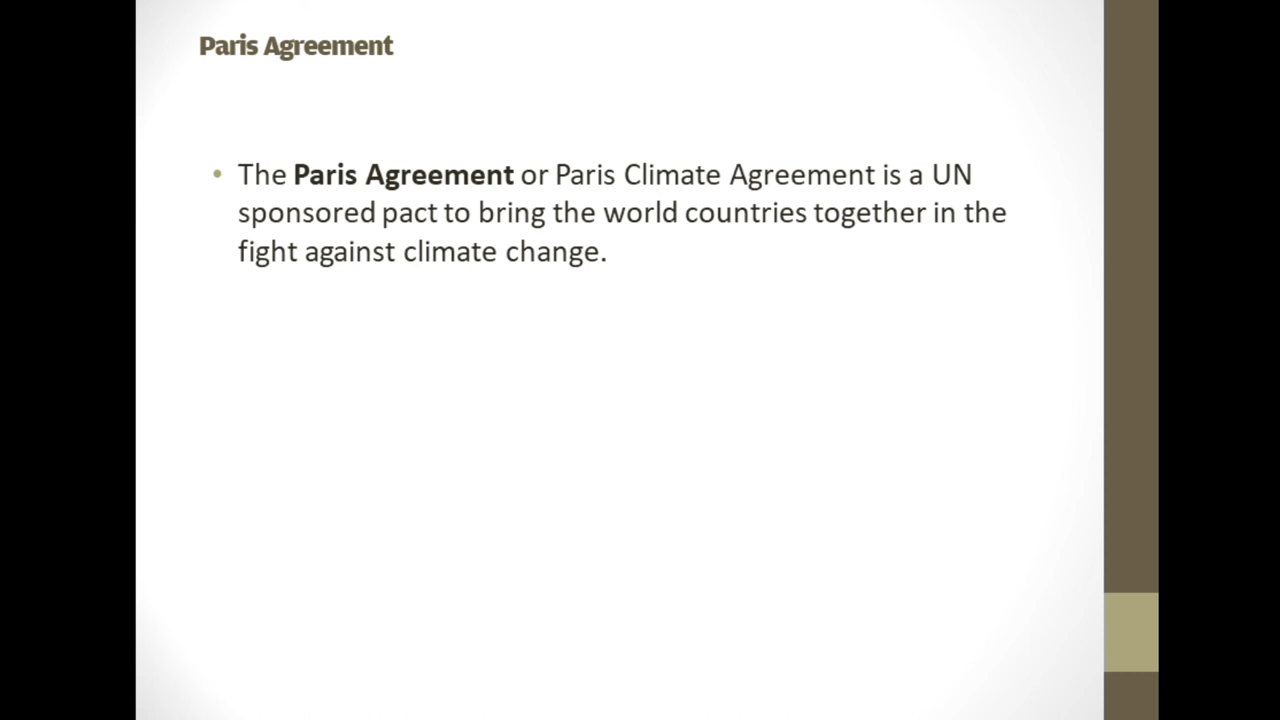 Paris Agreement
• The Paris Agreement or Paris Climate Agreement is a UN
sponsored pact to bring the world countries together in the
fight against climate change.